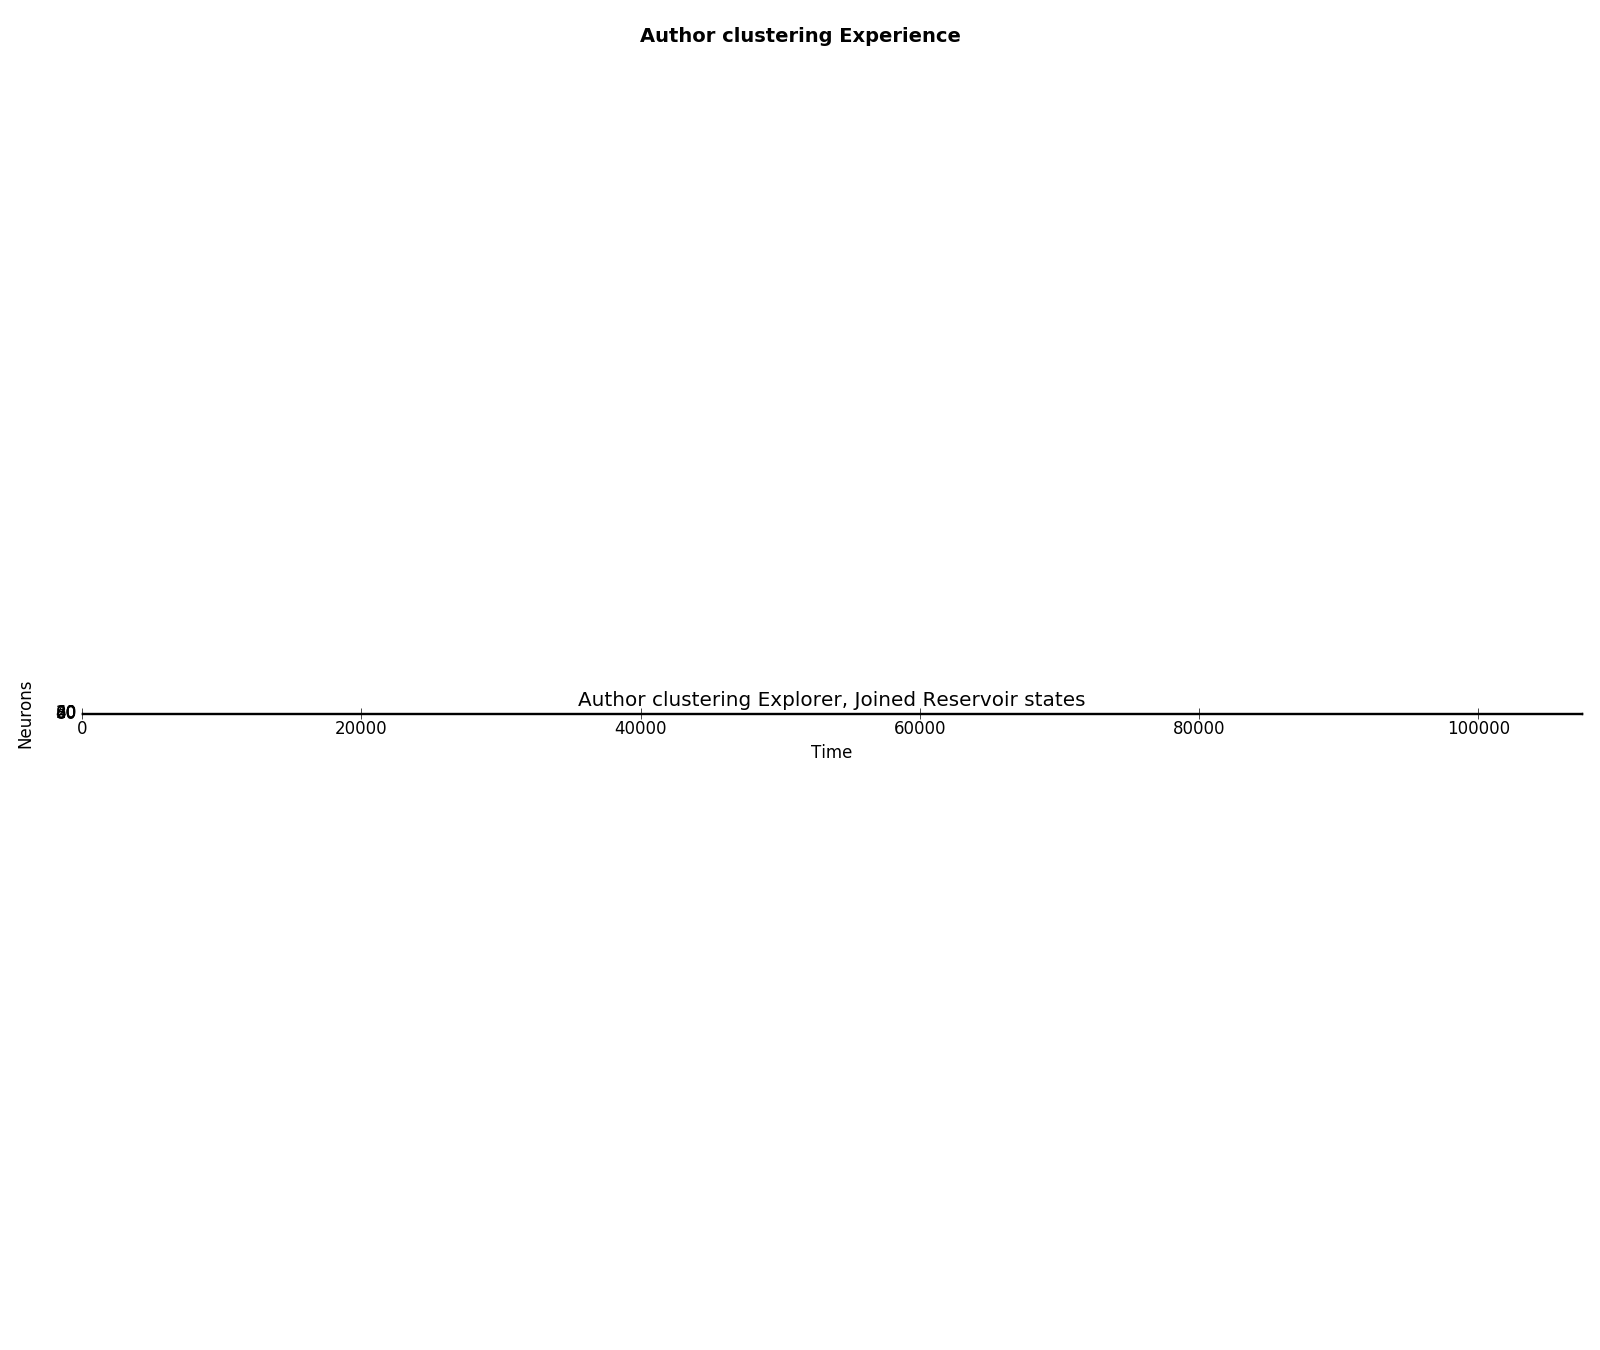 Author clustering Experience
Author clustering Explorer, Joined Reservoir states
Neurons
0 20000 40000 60000 80000 100000
Time